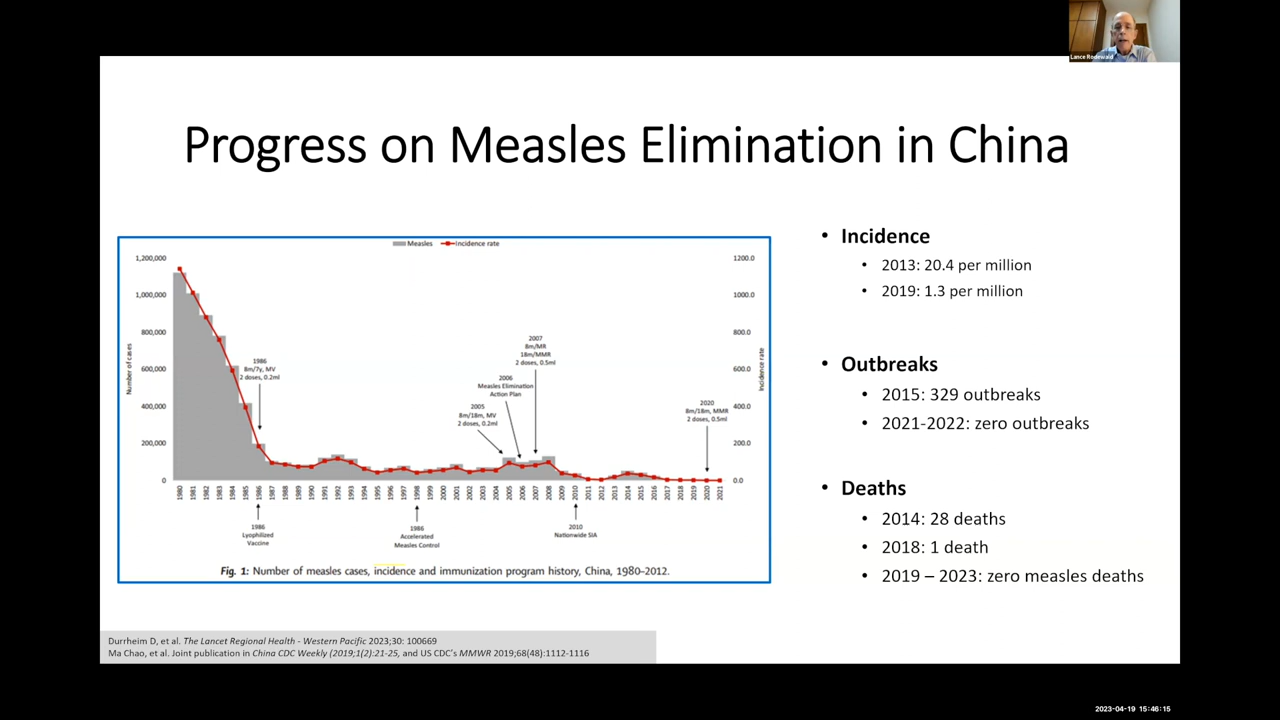 Lance Rodewald
Progress on Measles Elimination in China
Measles Incidence rate
1,200,000
1,000,000
800,000
600,000
400,000
200,000
0
Number of cases
1200.0
1000.0
800.0
600.0
400.0
200.0
0.0
Incidence rate
1986
8m/7y, MV
2 doses, 0.2ml
2005
8m/18m, MV
2 doses, 0.2ml
2006
Measles Elimination
Action Plan
2007
8m/MR
18m/MMR
2 doses, 0.5ml
2020
8m/18m, MMR
2 doses, 0.5ml
1980 1981 1982 1983 1984 1985 1986 1987 1988 1989 1990 1991 1992 1993 1994 1995 1996 1997 1998 1999 2000 2001 2002 2003 2004 2005 2006 2007 2008 2009 2010 2011 2012 2013 2014 2015 2016 2017 2018 2019 2020 2021
1986
Lyophilized
Vaccine
1986
Accelerated
Measles Control
2010
Nationwide SIA
Fig. 1: Number of measles cases, incidence and immunization program history, China, 1980–2012.
• Incidence
• 2013: 20.4 per million
• 2019: 1.3 per million
• Outbreaks
• 2015: 329 outbreaks
• 2021-2022: zero outbreaks
• Deaths
• 2014: 28 deaths
• 2018: 1 death
• 2019 – 2023: zero measles deaths
Durrheim D, et al. The Lancet Regional Health - Western Pacific 2023;30: 100669
Ma Chao, et al. Joint publication in China CDC Weekly (2019;1(2):21-25, and US CDC's MMWR 2019;68(48):1112-1116
2023-04-19 15:46:15